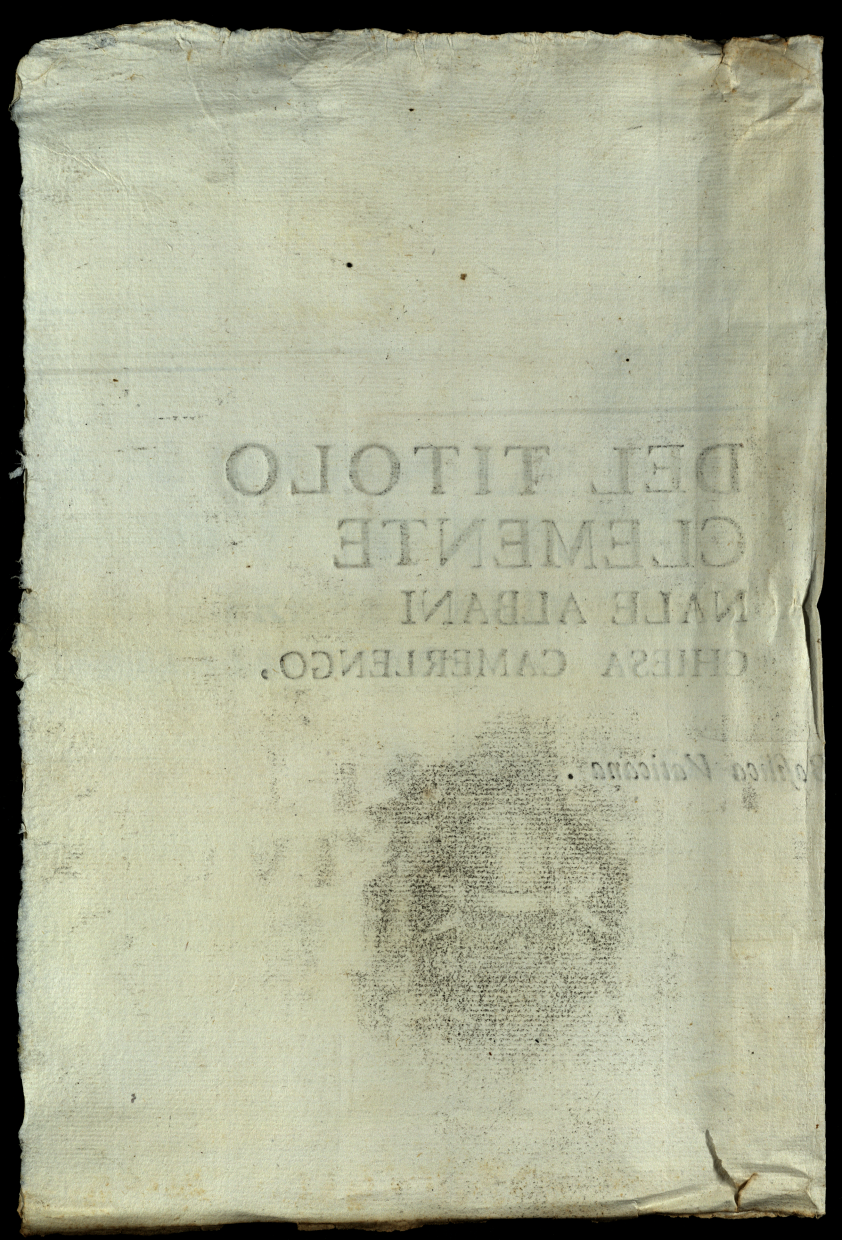 DEL TITOLO
CLEMENTE
NALE ALBANI
CHIESA CAMERLENGO.
Basilica Vaticana.